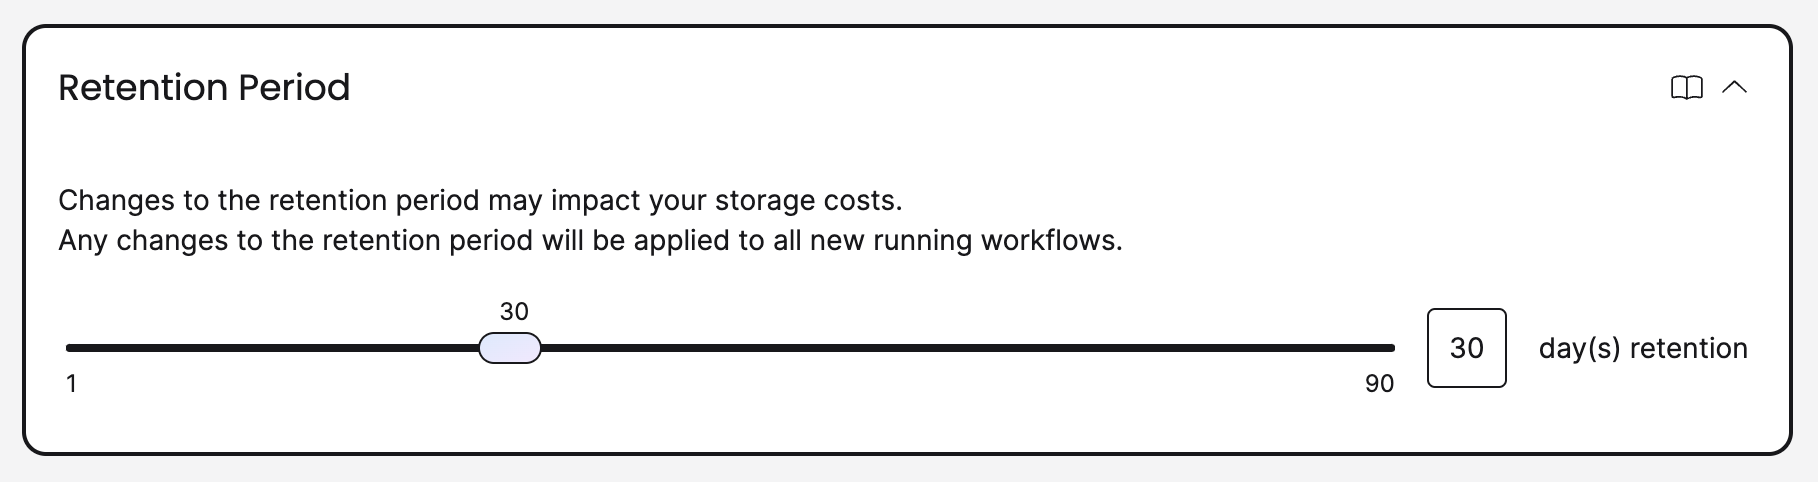 Retention Period
Changes to the retention period may impact your storage costs.
Any changes to the retention period will be applied to all new running workflows.
30
1
90
30
day(s) retention